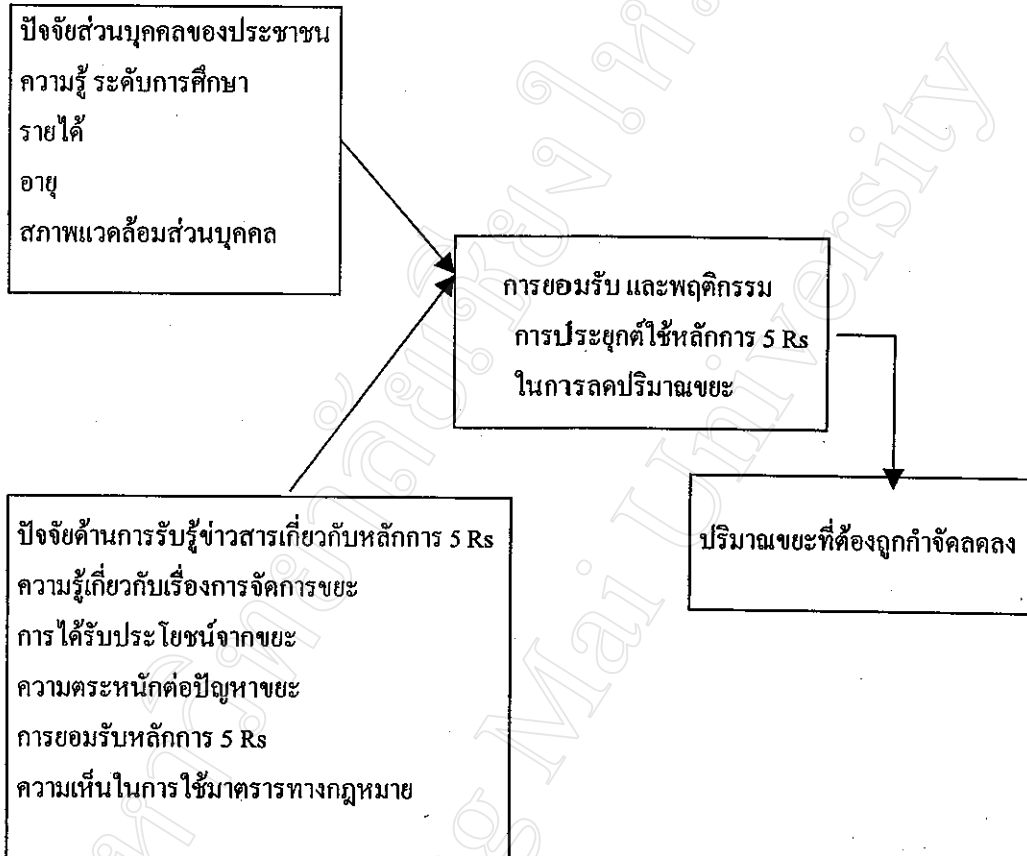 ปัจจัยส่วนบุคคลของประชาชน
ความรู้ ระดับการศึกษา
รายได้
อายุ
สภาพแวดล้อมส่วนบุคคล
การยอมรับ และพฤติกรรม
การประยุกต์ใช้หลักการ 5 Rs
ในการลดปริมาณขยะ
ปัจจัยด้านการรับรู้ข่าวสารเกี่ยวกับหลักการ 5 Rs
ความรู้เกี่ยวกับเรื่องการจัดการขยะ
การได้รับประโยชน์จากขยะ
ความตระหนักต่อปัญหาขยะ
การยอมรับหลักการ 5 Rs
ความเห็นในการใช้มาตรารทางกฎหมาย
ปริมาณขยะที่ต้องถูกกำจัดลดลง
Mai University